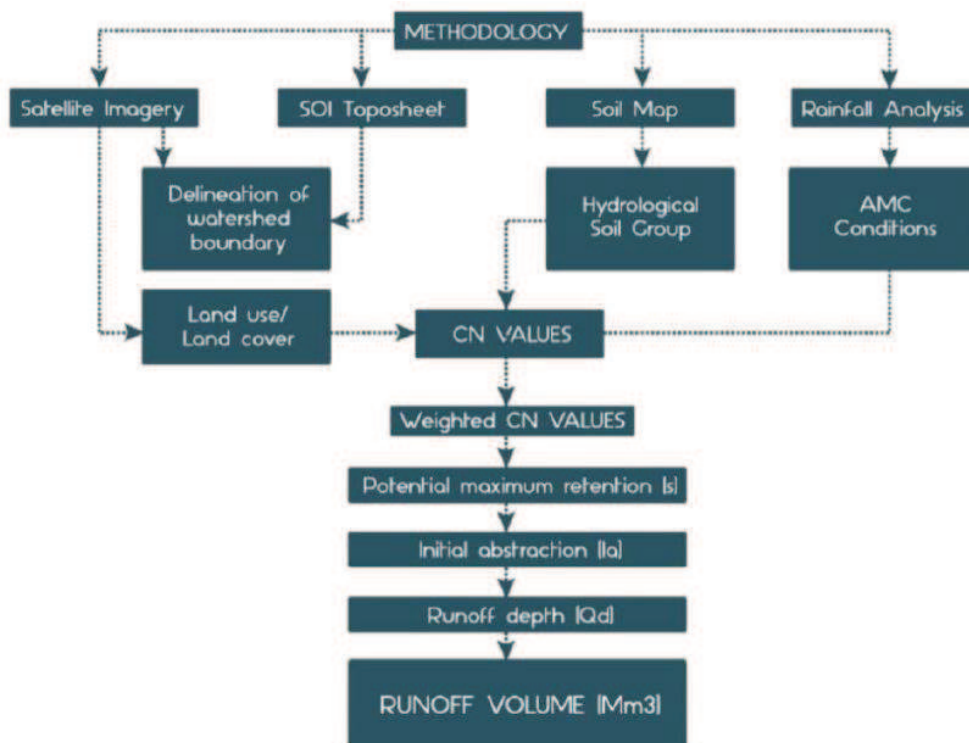 METHODOLOGY
Satellite Imagery
SOI Toposheet
Soil Map
Rainfall Analysis
Delineation of
watershed
boundary
Hydrological
Soil Group
AMC
Conditions
Land use/
Land cover
CN VALUES
Weighted CN VALUES
Potential maximum retention (s)
Initial abstraction (Ia)
Runoff depth (Qd)
RUNOFF VOLUME (Mm3)